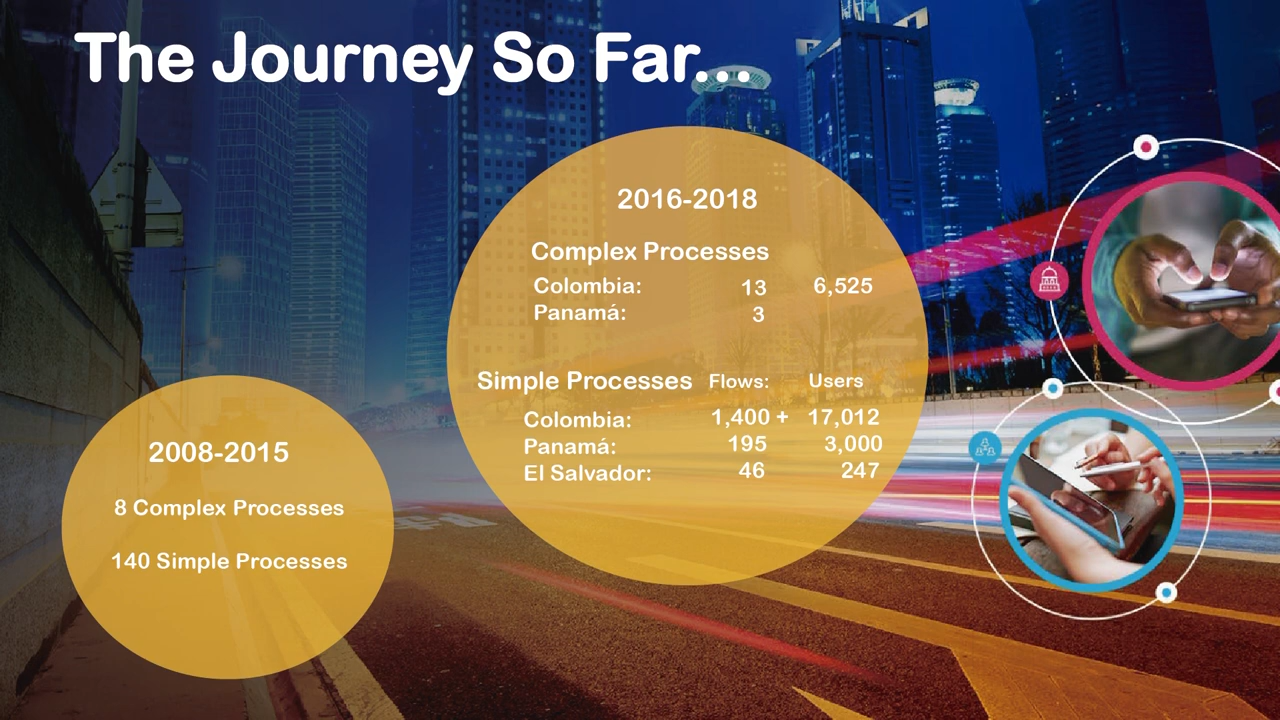 The Journey So Far...
2016-2018
Complex Processes
Colombia: 13 6,525
Panamá: 3
Simple Processes Flows: Users
Colombia: 1,400 + 17,012
Panamá: 195 3,000
El Salvador: 46 247
2008-2015
8 Complex Processes
140 Simple Processes